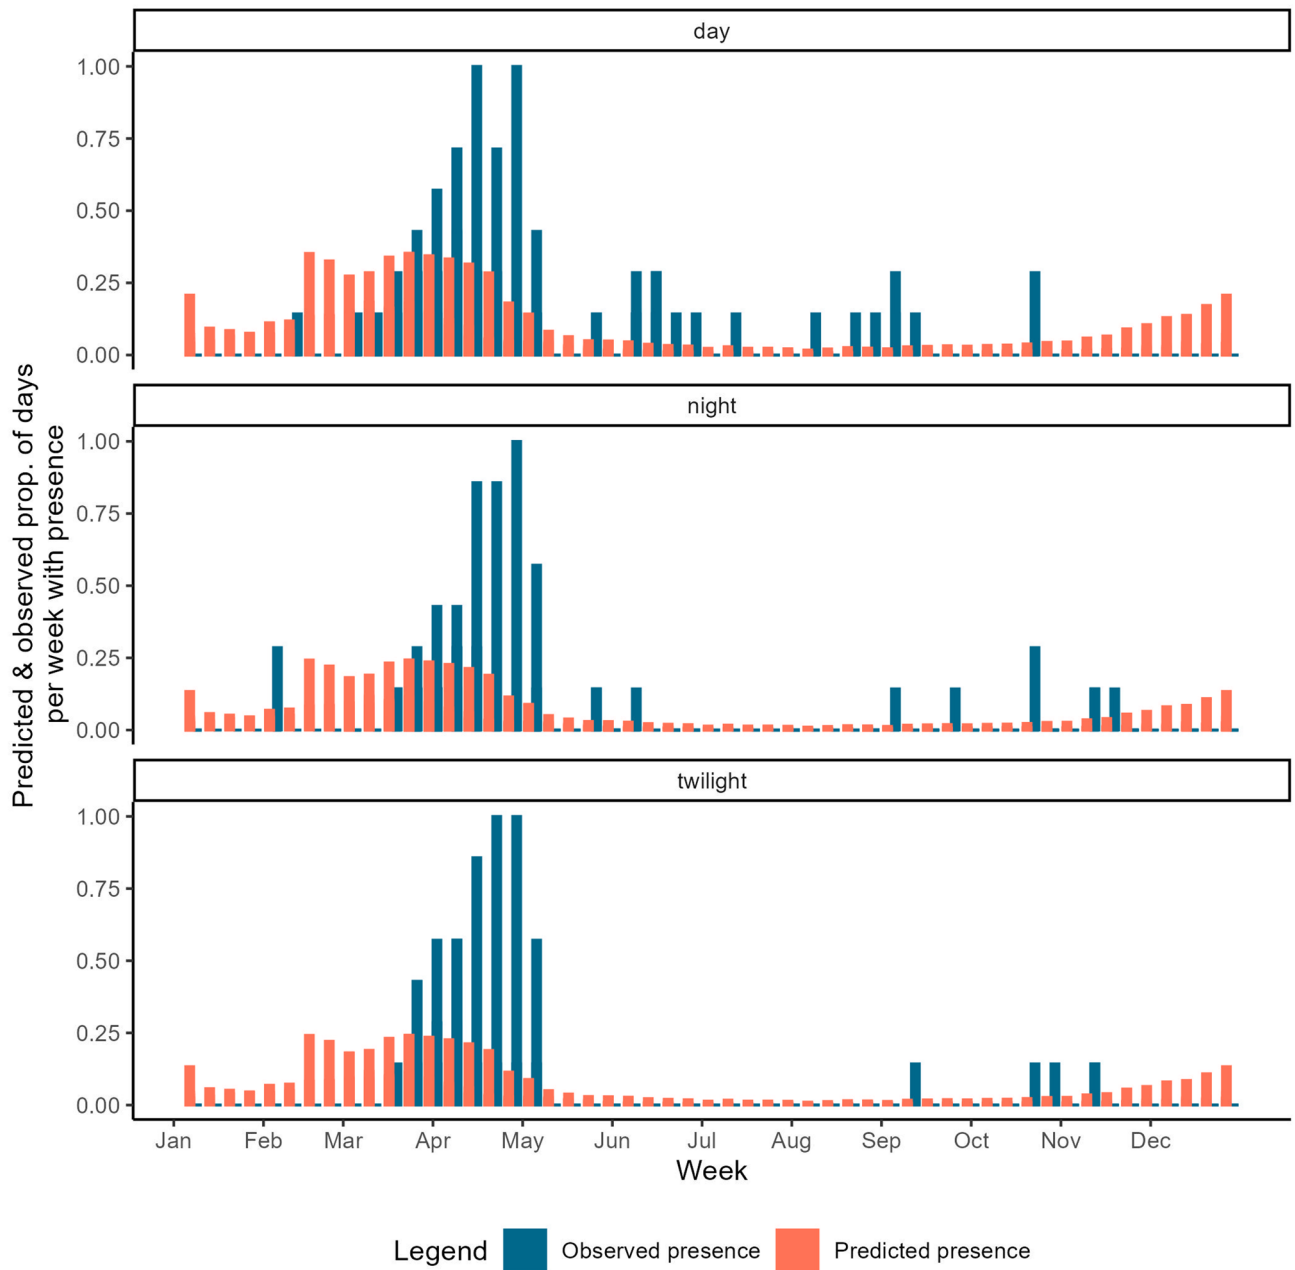 day
1.00
0.75
0.50
0.25
0.00
night
1.00
0.75
0.50
0.25
0.00
twilight
1.00
0.75
0.50
0.25
0.00
Predicted & observed prop. of days
per week with presence
Jan Feb Mar Apr May Jun Jul Aug Sep Oct Nov Dec
Week
Legend Observed presence Predicted presence